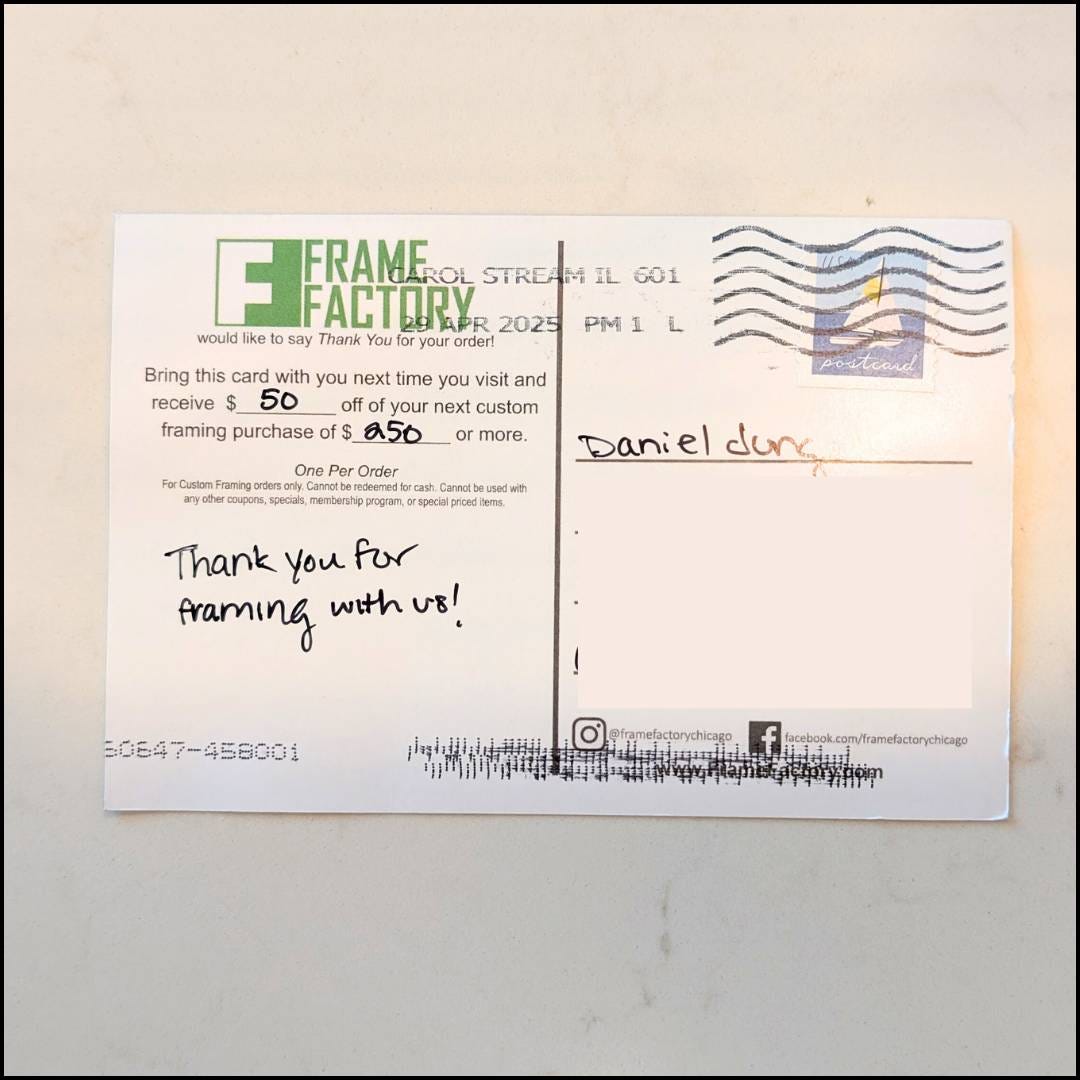 FRAME
FACTORY
would like to say Thank You for your order!
Bring this card with you next time you visit and
receive $ 50 off of your next custom
framing purchase of $ 250 or more.
One Per Order
For Custom Framing orders only. Cannot be redeemed for cash. Cannot be used with
any other coupons, specials, membership program, or special priced items.
Thank you for
framing with us!
60647-458001
CAROL STREAM IL 601
29 APR 2025 PM 1 L
USA
postcard
Daniel Jung
@framefactorychicago
facebook.com/framefactorychicago
www.FrameFactory.com